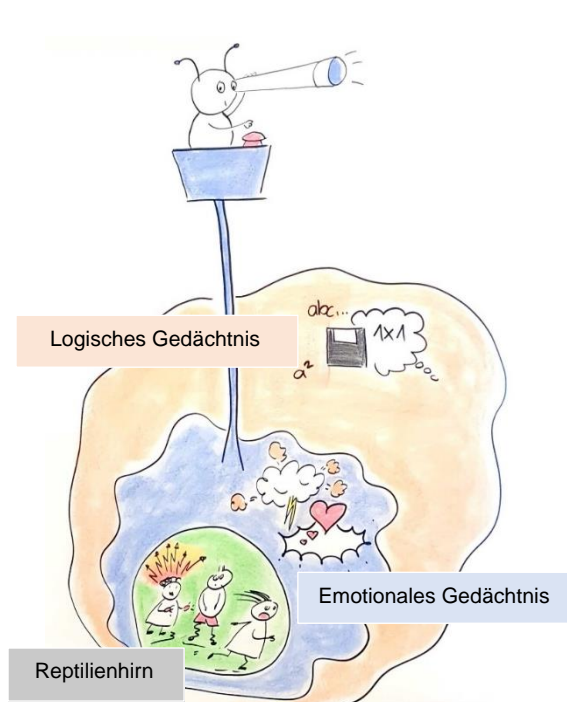 abc...
1x1
Logisches Gedächtnis
a²
Emotionales Gedächtnis
Reptilienhirn